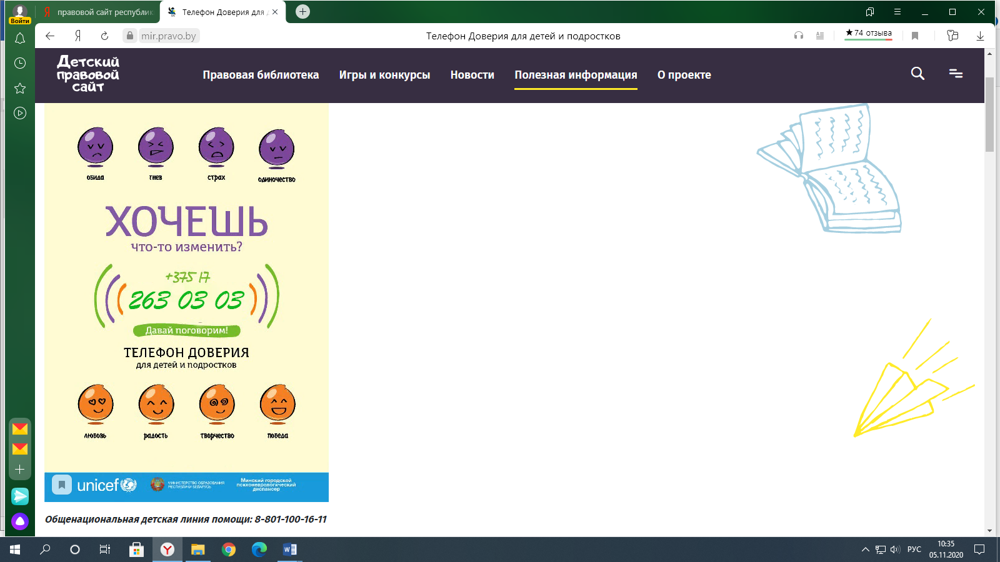 правовой сайт республик
Телефон Доверия для д
Войти
mir.pravo.by
Телефон Доверия для детей и подростков
★74 отзыва
Детский
правовой
сайт
Правовая библиотека
Игры и конкурсы
Новости
Полезная информация
О проекте
обида
гнев
страх
одиночество
ХОЧЕШЬ
что-то изменить?
+375 17
263 03 03
Давай поговорим!
ТЕЛЕФОН ДОВЕРИЯ
для детей и подростков
любовь
радость
творчество
победа
unicef
МИНИСТЕРСТВО ОБРАЗОВАНИЯ
РЕСПУБЛИКИ БЕЛАРУСЬ
Минский городской
психоневрологический
диспансер
Общенациональная детская линия помощи: 8-801-100-16-11
РУС
10:35
05.11.2020